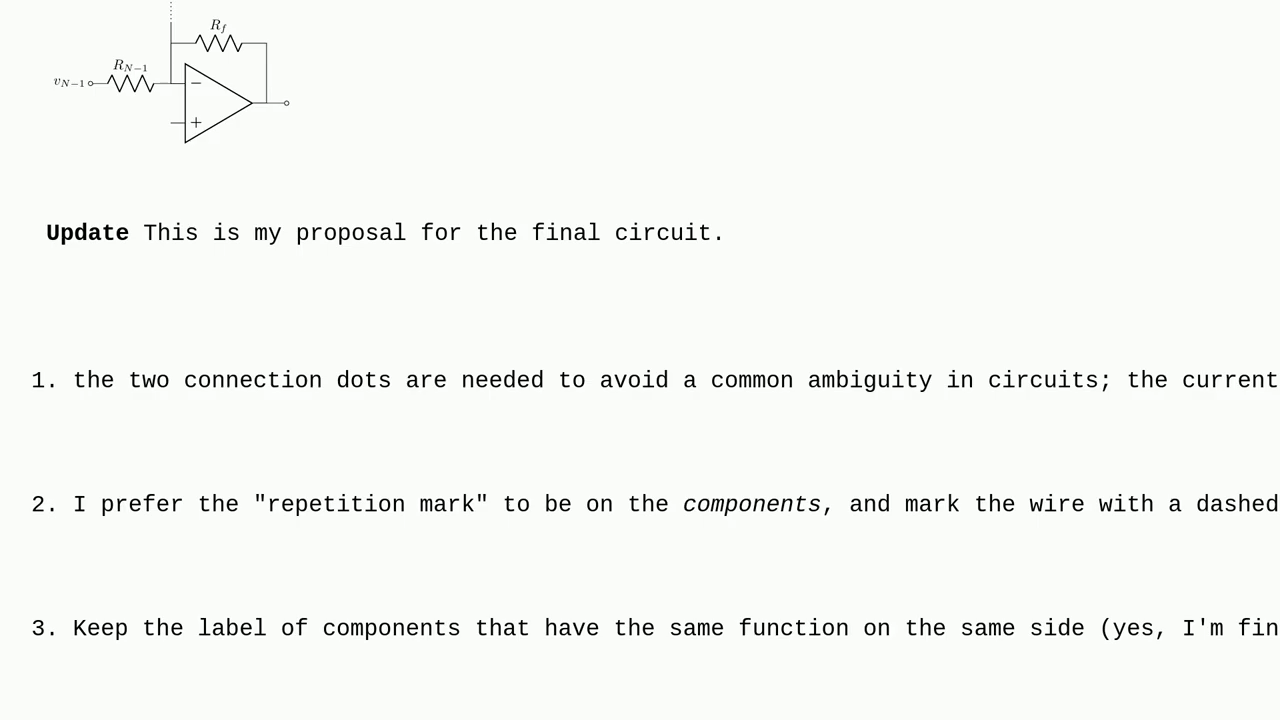 R_f
R_{N-1}
v_{N-1}
−
+
Update This is my proposal for the final circuit.
1. the two connection dots are needed to avoid a common ambiguity in circuits; the current
2. I prefer the "repetition mark" to be on the components, and mark the wire with a dashed
3. Keep the label of components that have the same function on the same side (yes, I'm fin